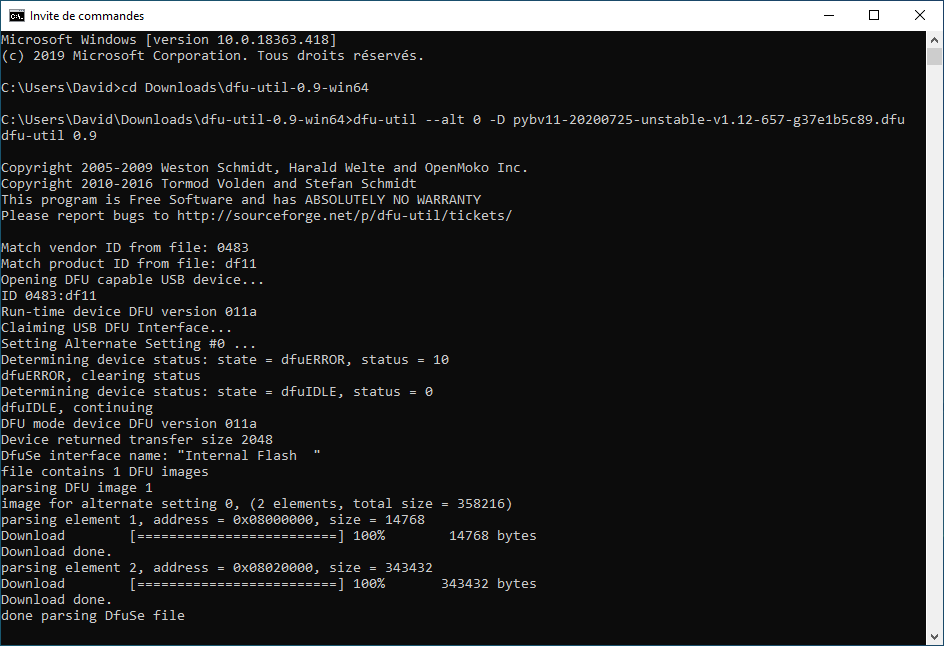 Invite de commandes
Microsoft Windows [version 10.0.18363.418]
(c) 2019 Microsoft Corporation. Tous droits réservés.
C:\Users\David>cd Downloads\dfu-util-0.9-win64
C:\Users\David\Downloads\dfu-util-0.9-win64>dfu-util --alt 0 -D pybv11-20200725-unstable-v1.12-657-g37e1b5c89.dfu
dfu-util 0.9
Copyright 2005-2009 Weston Schmidt, Harald Welte and OpenMoko Inc.
Copyright 2010-2016 Tormod Volden and Stefan Schmidt
This program is Free Software and has ABSOLUTELY NO WARRANTY
Please report bugs to http://sourceforge.net/p/dfu-util/tickets/
Match vendor ID from file: 0483
Match product ID from file: df11
Opening DFU capable USB device...
ID 0483:df11
Run-time device DFU version 011a
Claiming USB DFU Interface...
Setting Alternate Setting #0 ...
Determining device status: state = dfuERROR, status = 10
dfuERROR, clearing status
Determining device status: state = dfuIDLE, status = 0
dfuIDLE, continuing
DFU mode device DFU version 011a
Device returned transfer size 2048
DfuSe interface name: "Internal Flash  "
file contains 1 DFU images
parsing DFU image 1
image for alternate setting 0, (2 elements, total size = 358216)
parsing element 1, address = 0x08000000, size = 14768
Download        [=========================] 100%        14768 bytes
Download done.
parsing element 2, address = 0x08020000, size = 343432
Download        [=========================] 100%       343432 bytes
Download done.
done parsing DfuSe file